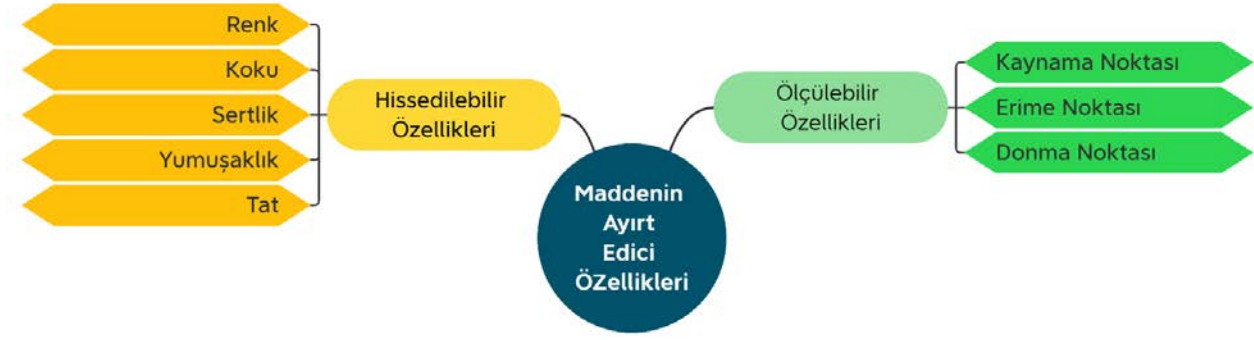 Renk
Koku
Sertlik
Yumuşaklık
Tat
Hissedilebilir
Özellikleri
Maddenin
Ayırt
Edici
ÖZellikleri
Ölçülebilir
Özellikleri
Kaynama Noktası
Erime Noktası
Donma Noktası